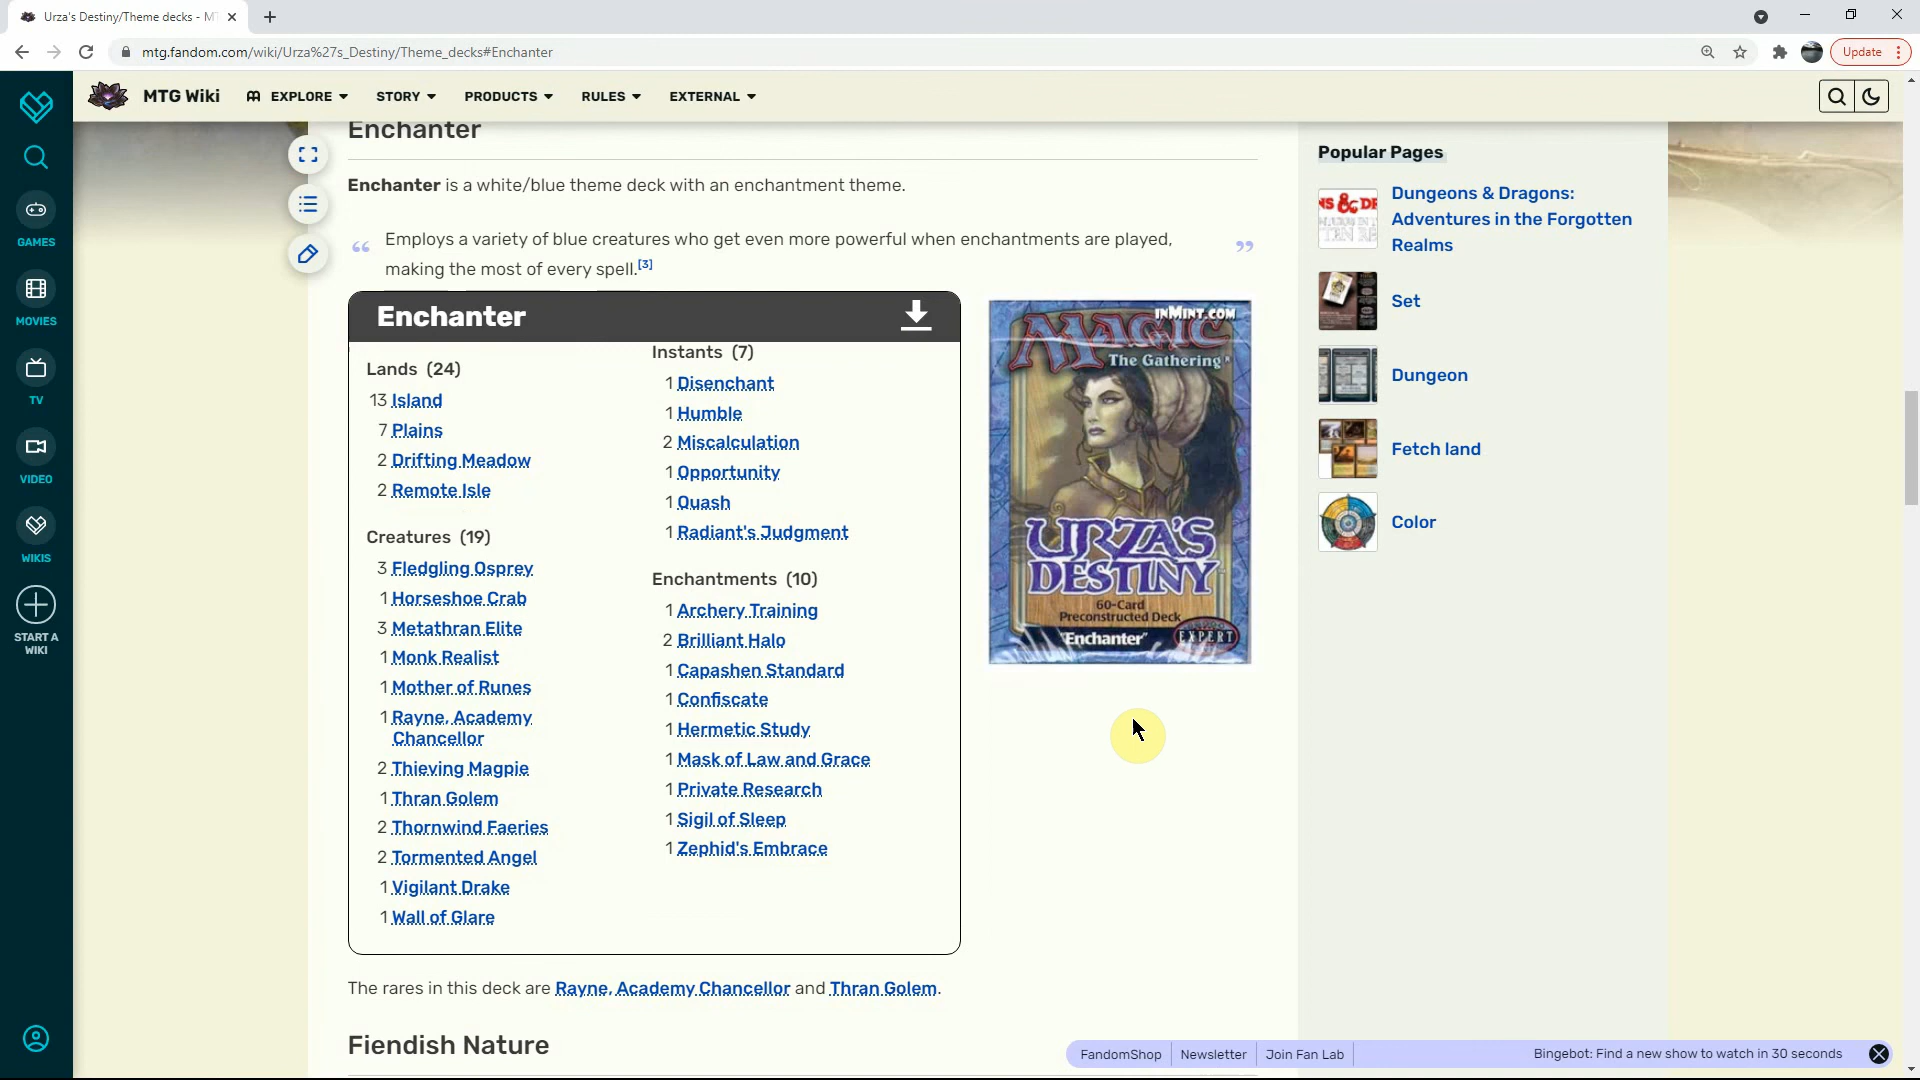 Urza's Destiny/Theme decks - MT
mtg.fandom.com/wiki/Urza%27s_Destiny/Theme_decks#Enchanter
Update
MTG Wiki
EXPLORE
STORY
PRODUCTS
RULES
EXTERNAL
GAMES
MOVIES
TV
VIDEO
WIKIS
START A
WIKI
Enchanter
Enchanter is a white/blue theme deck with an enchantment theme.
“ Employs a variety of blue creatures who get even more powerful when enchantments are played, ”
making the most of every spell.[3]
Enchanter
Lands (24)
13 Island
7 Plains
2 Drifting Meadow
2 Remote Isle
Creatures (19)
3 Fledgling Osprey
1 Horseshoe Crab
3 Metathran Elite
1 Monk Realist
1 Mother of Runes
1 Rayne, Academy
Chancellor
2 Thieving Magpie
1 Thran Golem
2 Thornwind Faeries
2 Tormented Angel
1 Vigilant Drake
1 Wall of Glare
Instants (7)
1 Disenchant
1 Humble
2 Miscalculation
1 Opportunity
1 Quash
1 Radiant's Judgment
Enchantments (10)
1 Archery Training
2 Brilliant Halo
1 Capashen Standard
1 Confiscate
1 Hermetic Study
1 Mask of Law and Grace
1 Private Research
1 Sigil of Sleep
1 Zephid's Embrace
INMINT.COM
MAGIC
The Gathering
URZA'S
DESTINY
60-Card
Preconstructed Deck
"Enchanter"
EXPERT
The rares in this deck are Rayne, Academy Chancellor and Thran Golem.
Fiendish Nature
Popular Pages
Dungeons & Dragons:
Adventures in the Forgotten
Realms
Set
Dungeon
Fetch land
Color
FandomShop
Newsletter
Join Fan Lab
Bingebot: Find a new show to watch in 30 seconds